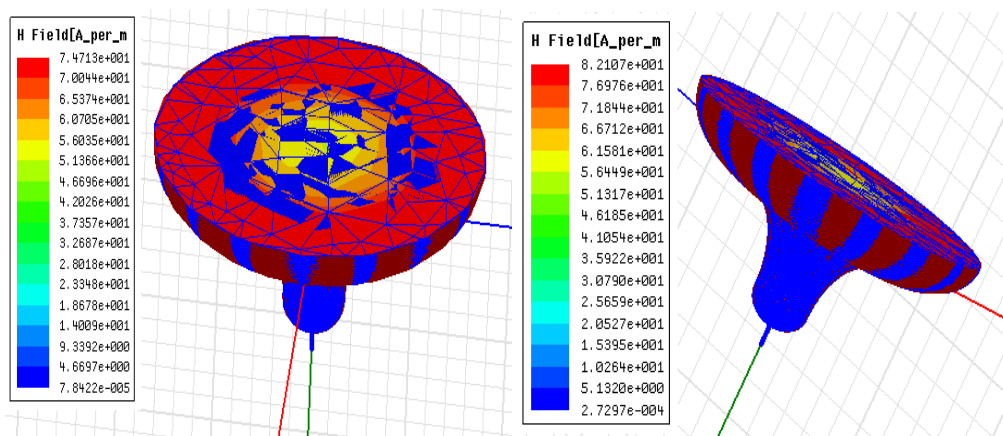 H Field[A_per_m
7.4713e+001
7.0044e+001
6.5374e+001
6.0705e+001
5.6035e+001
5.1366e+001
4.6696e+001
4.2026e+001
3.7357e+001
3.2687e+001
2.8018e+001
2.3348e+001
1.8678e+001
1.4009e+001
9.3392e+000
4.6697e+000
7.8422e-005
H Field[A_per_m
8.2107e+001
7.6976e+001
7.1844e+001
6.6712e+001
6.1581e+001
5.6449e+001
5.1317e+001
4.6185e+001
4.1054e+001
3.5922e+001
3.0790e+001
2.5659e+001
2.0527e+001
1.5395e+001
1.0264e+001
5.1320e+000
2.7297e-004